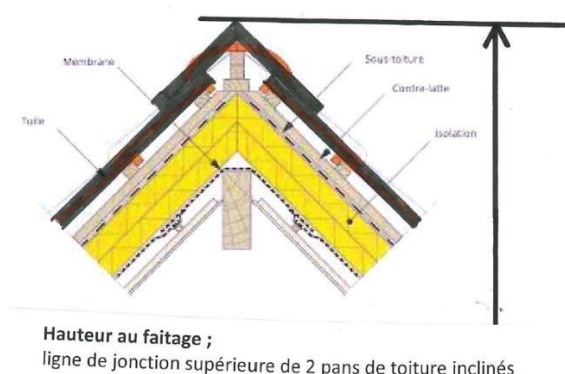 Membrane
Sous-toiture
Contre-latte
Tuile
Isolation
Hauteur au faitage ;
ligne de jonction supérieure de 2 pans de toiture inclinés